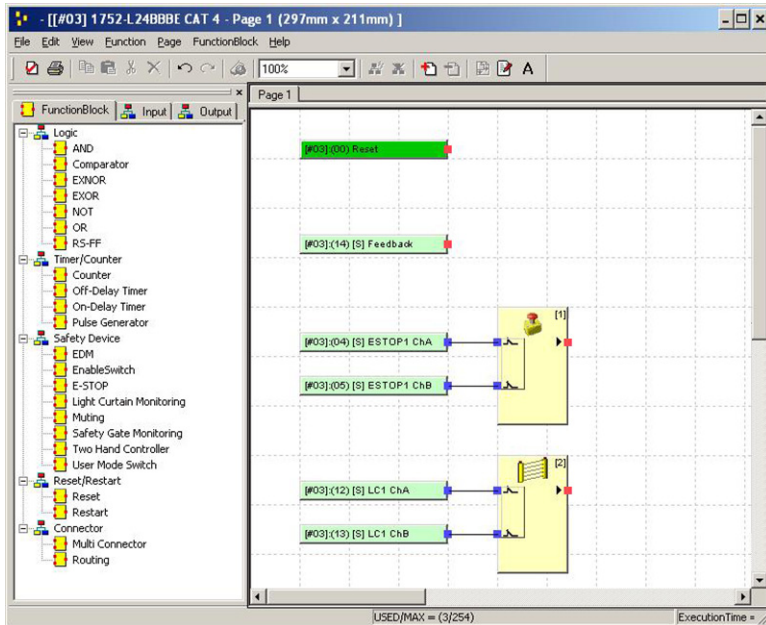 - [[#03] 1752-L24BBBE CAT 4 - Page 1 (297mm x 211mm) ]
File Edit View Function Page FunctionBlock Help
100%
A
FunctionBlock Input Output
Page 1
Logic
AND
Comparator
EXNOR
EXOR
NOT
OR
RS-FF
Timer/Counter
Counter
Off-Delay Timer
On-Delay Timer
Pulse Generator
Safety Device
EDM
EnableSwitch
E-STOP
Light Curtain Monitoring
Muting
Safety Gate Monitoring
Two Hand Controller
User Mode Switch
Reset/Restart
Reset
Restart
Connector
Multi Connector
Routing
[#03]:(00) Reset
[#03]:(14) [S] Feedback
[1]
[#03]:(04) [S] ESTOP1 ChA
[#03]:(05) [S] ESTOP1 ChB
[2]
[#03]:(12) [S] LC1 ChA
[#03]:(13) [S] LC1 ChB
USED/MAX = (3/254)
ExecutionTime =